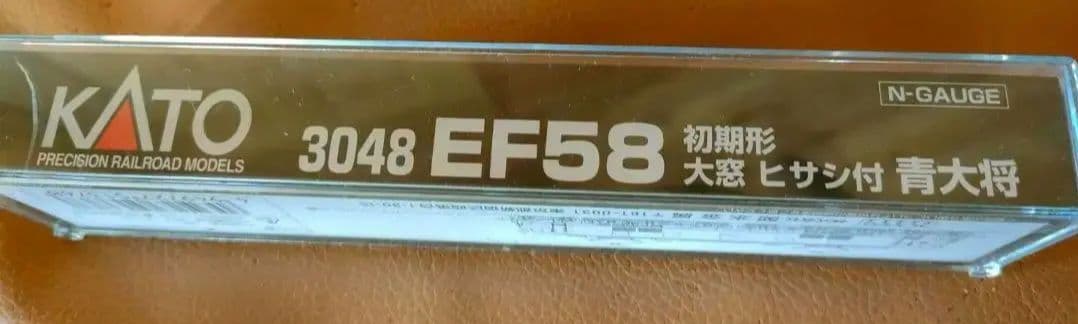 KATO
PRECISION RAILROAD MODELS
3048 EF58
初期形
大窓 ヒサシ付 青大将
N-GAUGE